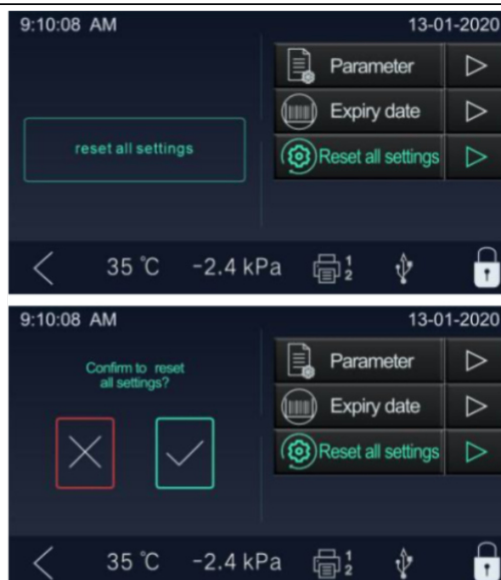 9:10:08 AM 13-01-2020
Parameter
Expiry date
reset all settings
Reset all settings
35 ℃ -2.4 kPa 1 2
9:10:08 AM 13-01-2020
Confirm to reset
all settings?
Parameter
Expiry date
Reset all settings
35 ℃ -2.4 kPa 1 2